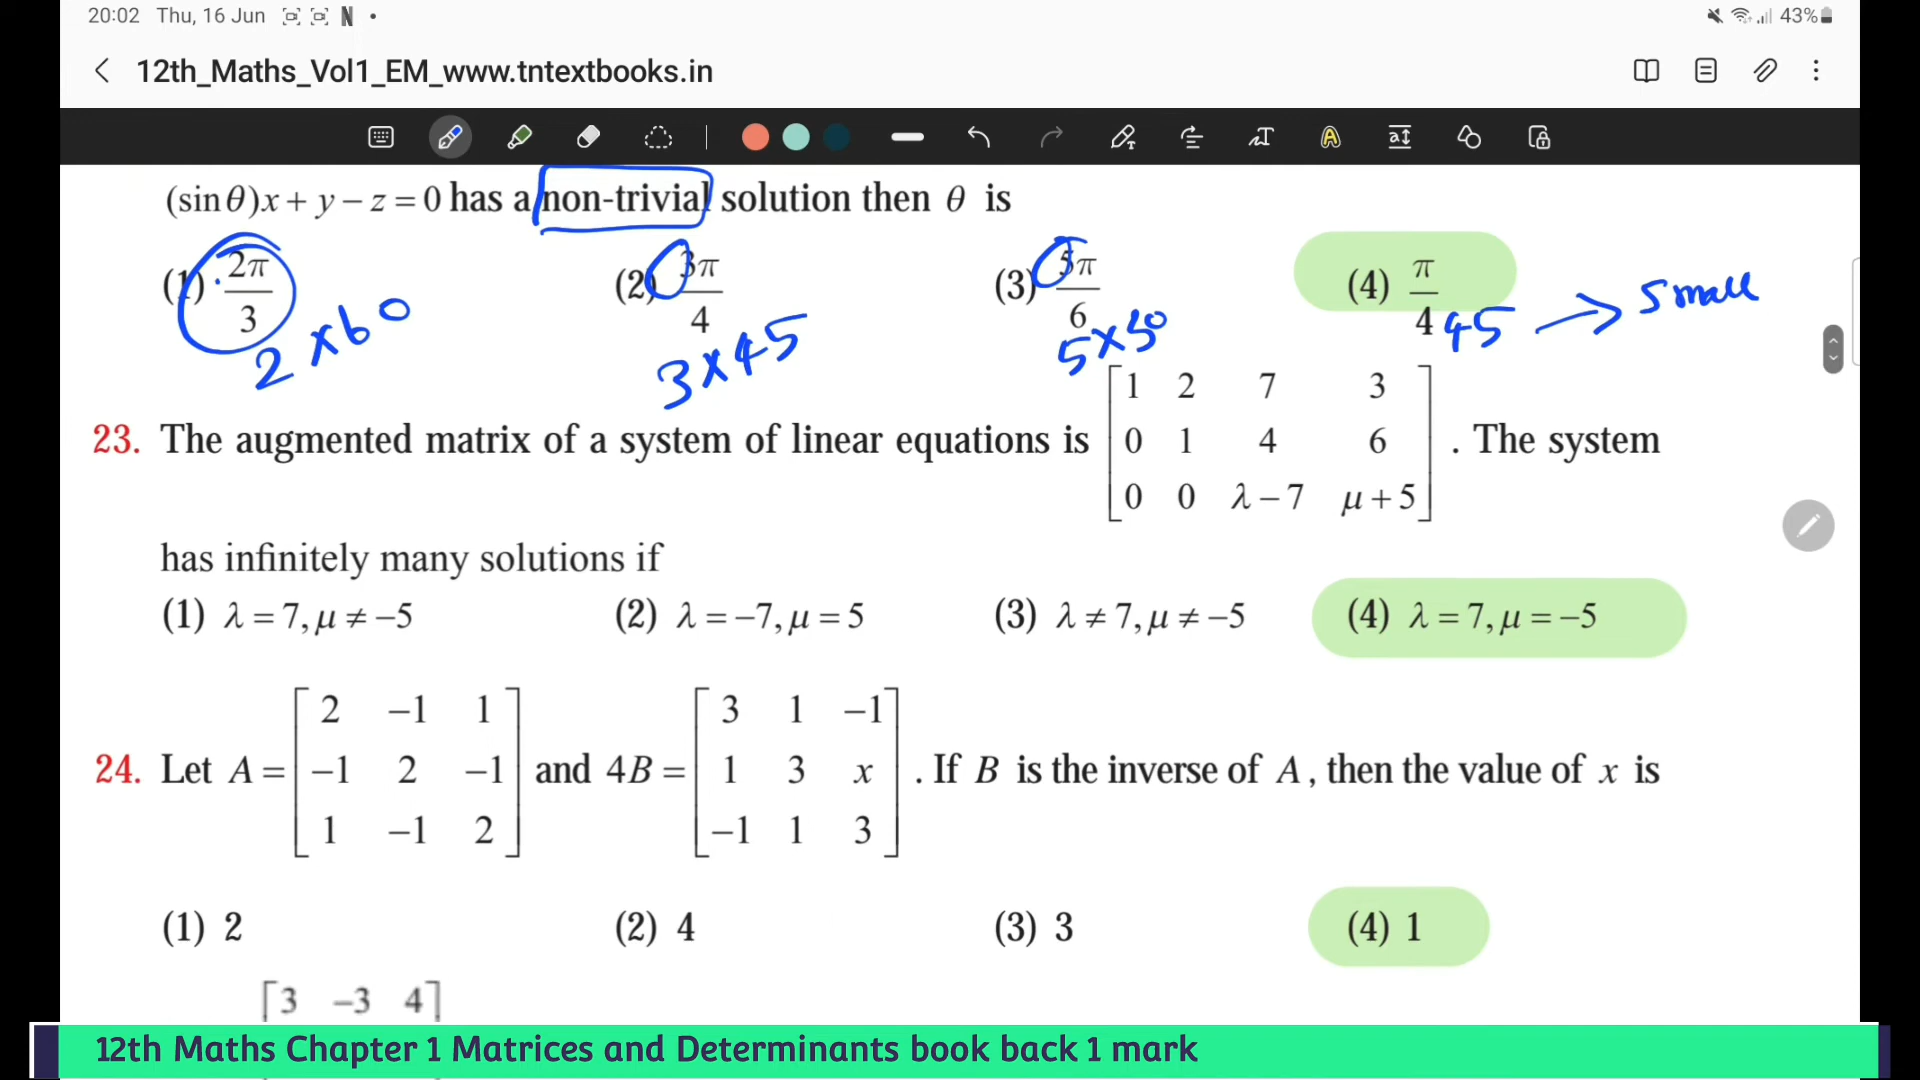 20:02 Thu, 16 Jun N • 43%
12th_Maths_Vol1_EM_www.tntextbooks.in
(sin θ)x + y − z = 0 has a non-trivial solution then θ is
(1) 2π/3 (2) 3π/4 (3) 5π/6 (4) π/4
2 × 60 3 × 45 5 × 30 45 → small
23. The augmented matrix of a system of linear equations is [1 2 7 3; 0 1 4 6; 0 0 λ − 7 μ + 5]. The system
has infinitely many solutions if
(1) λ = 7, μ ≠ −5 (2) λ = −7, μ = 5 (3) λ ≠ 7, μ ≠ −5 (4) λ = 7, μ = −5
24. Let A = [2 −1 1; −1 2 −1; 1 −1 2] and 4B = [3 1 −1; 1 3 x; −1 1 3]. If B is the inverse of A, then the value of x is
(1) 2 (2) 4 (3) 3 (4) 1
3 −3 4
12th Maths Chapter 1 Matrices and Determinants book back 1 mark